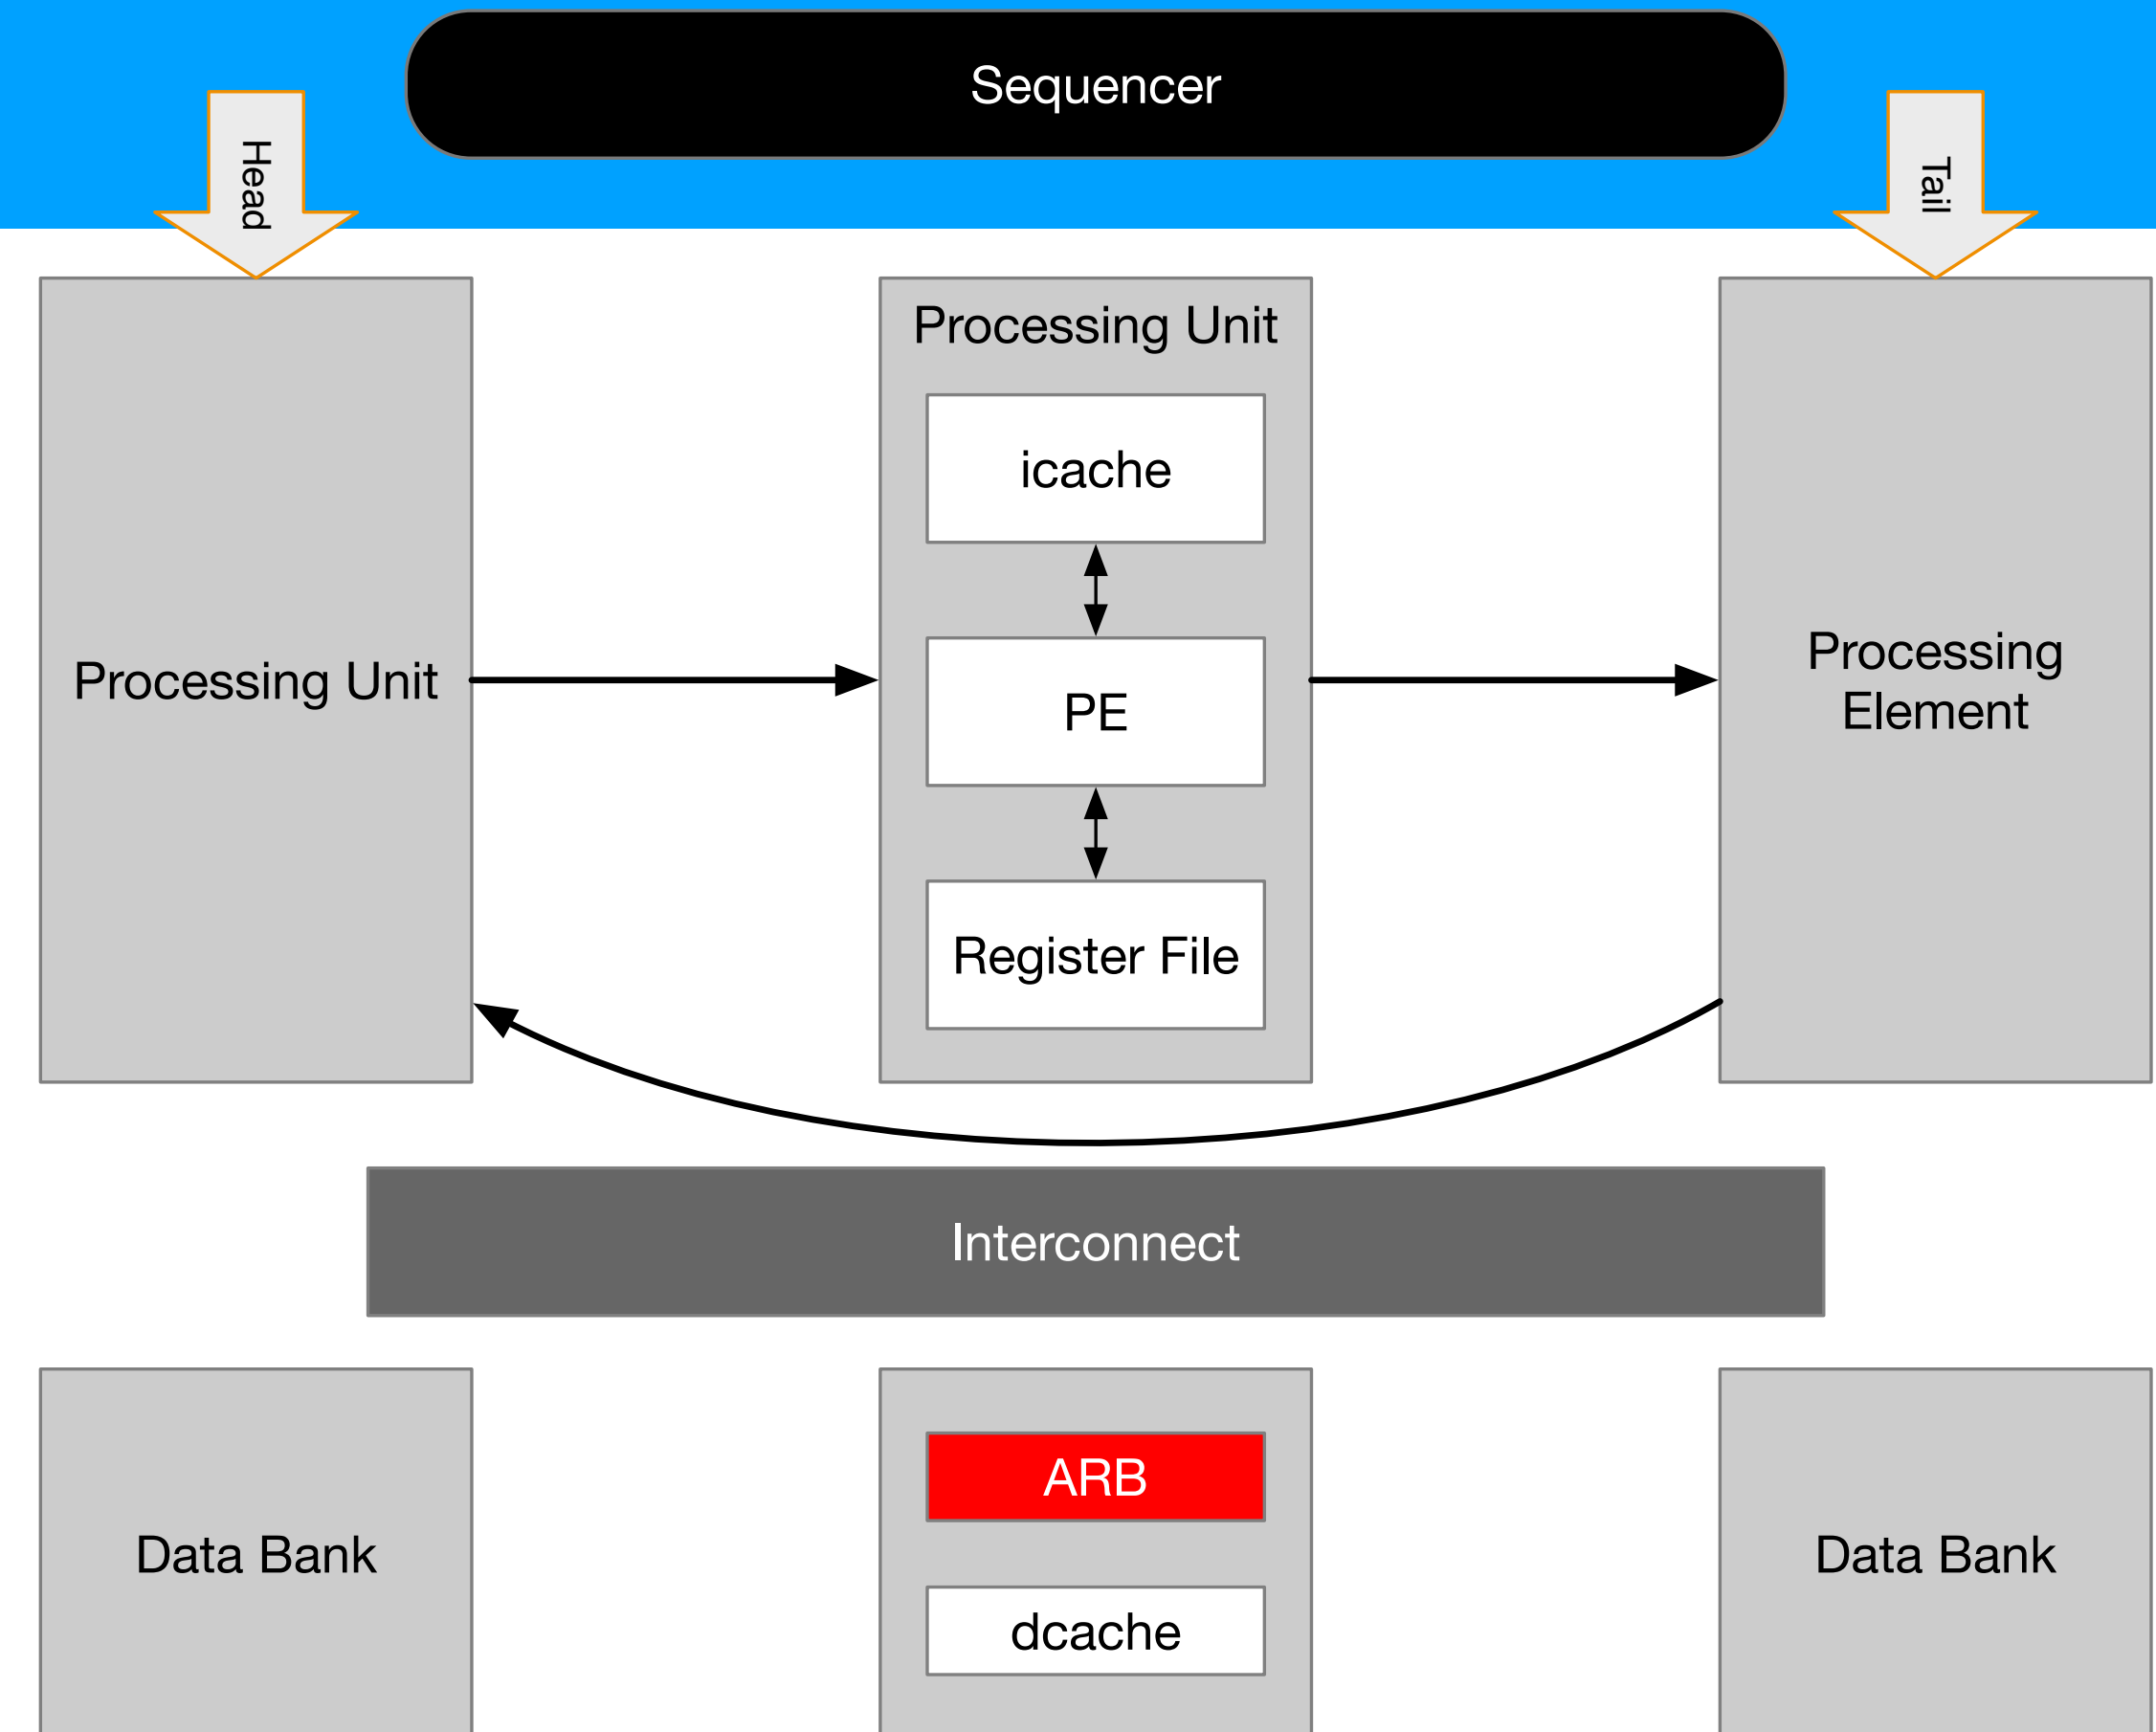 Sequencer
Head
Tail
Processing Unit
Processing Unit
icache
PE
Register File
Processing
Element
Interconnect
Data Bank
ARB
dcache
Data Bank